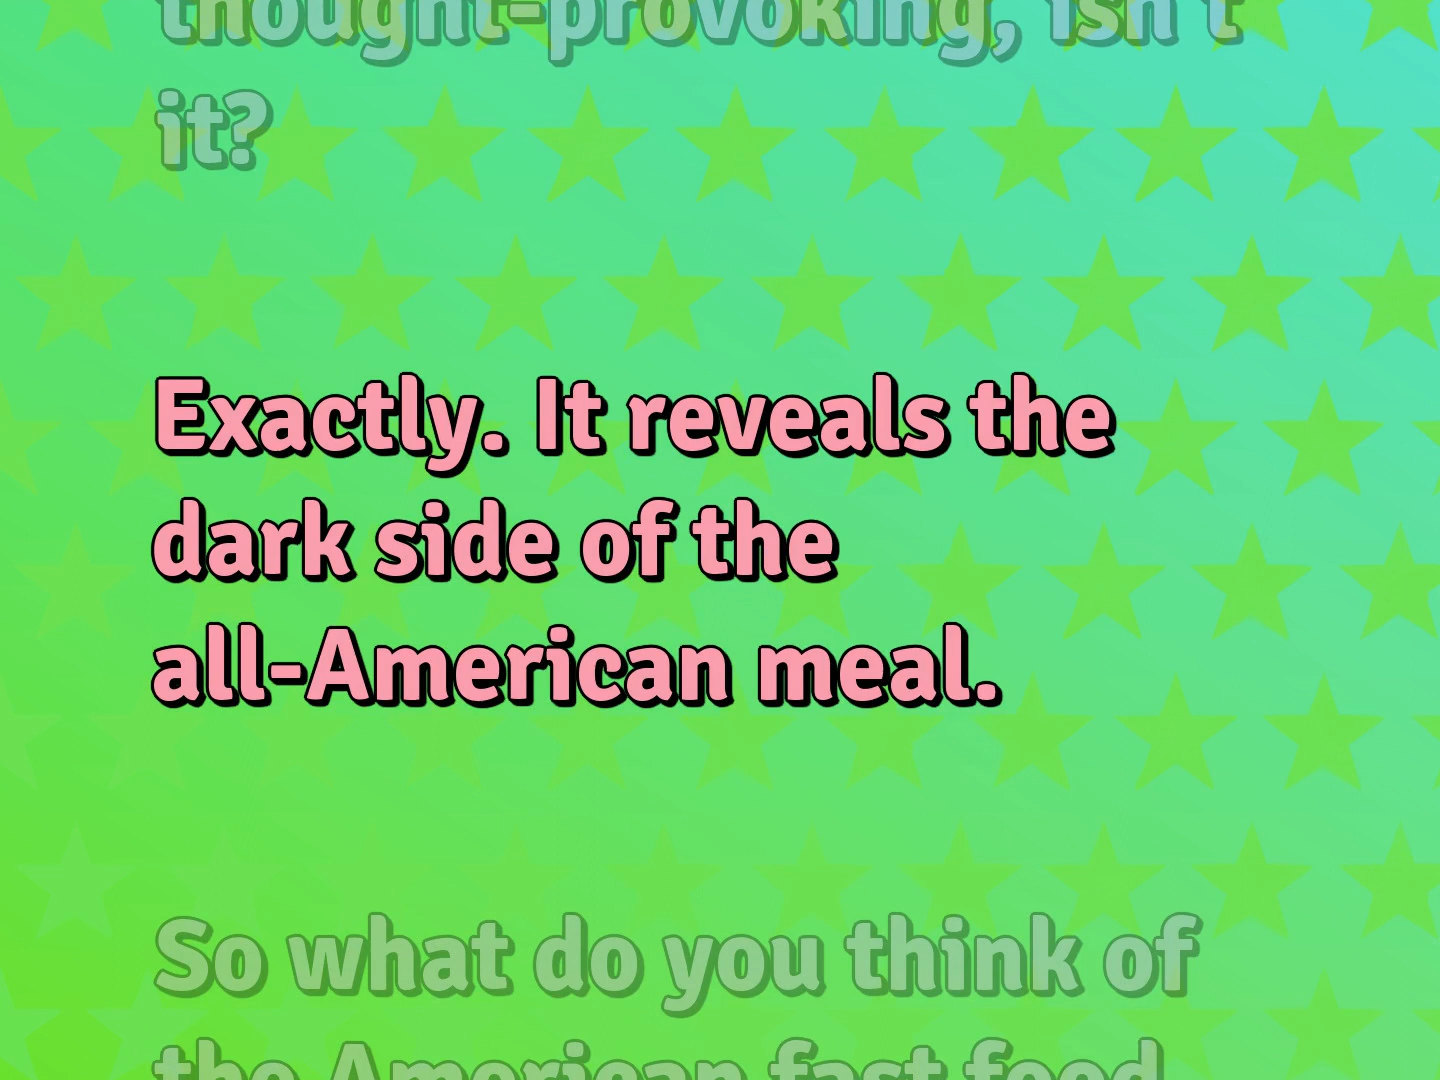 thought-provoking, isn't
it?
Exactly. It reveals the
dark side of the
all-American meal.
So what do you think of
the American fast food